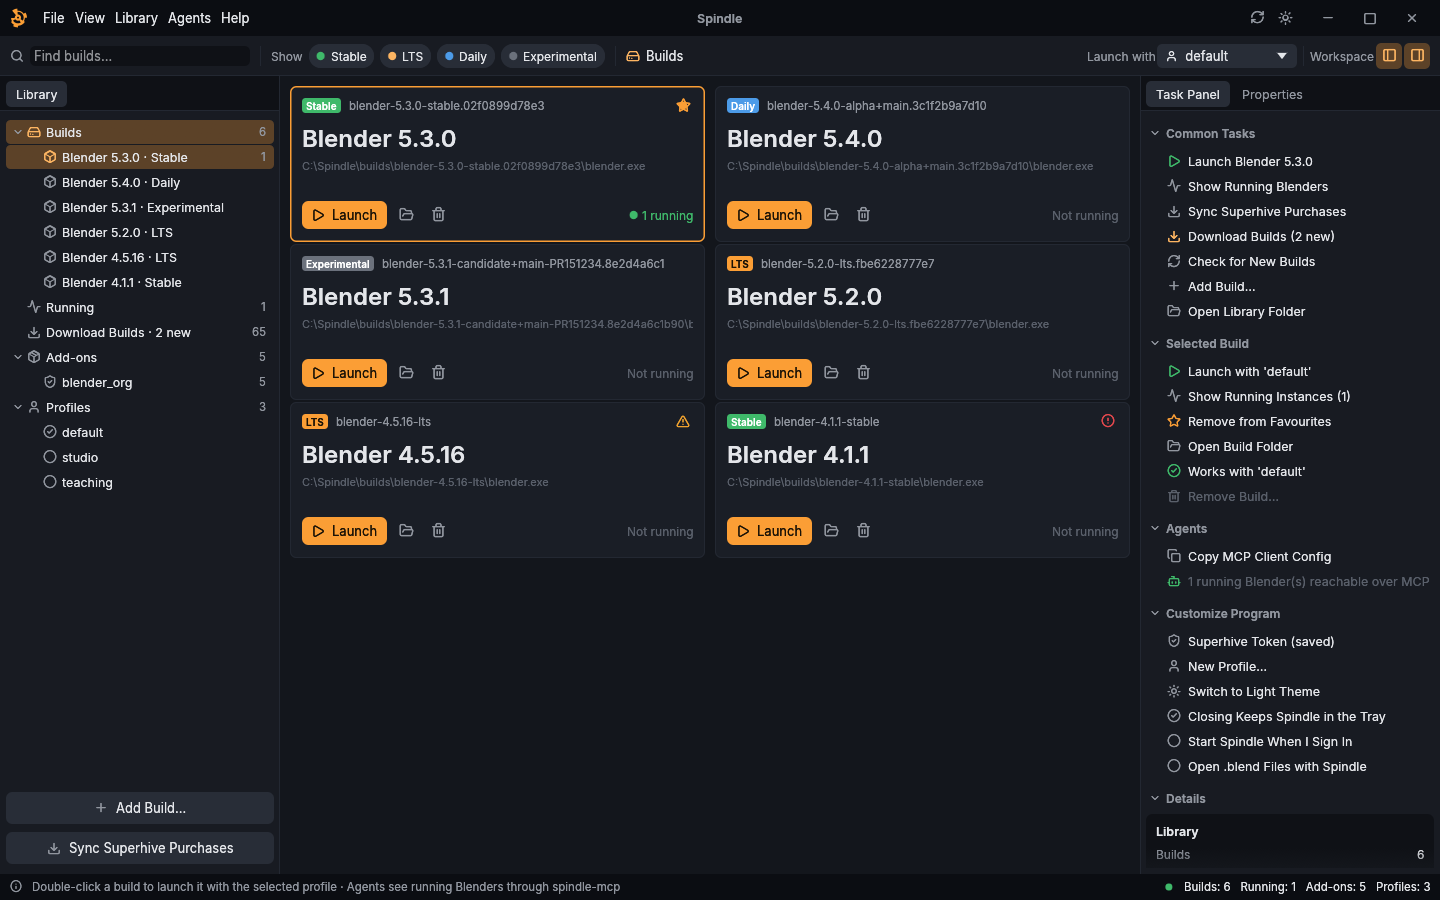 File View Library Agents Help
Spindle
Find builds...
Show Stable LTS Daily Experimental
Builds
Launch with default
Workspace
Library
Builds 6
Blender 5.3.0 · Stable 1
Blender 5.4.0 · Daily
Blender 5.3.1 · Experimental
Blender 5.2.0 · LTS
Blender 4.5.16 · LTS
Blender 4.1.1 · Stable
Running 1
Download Builds · 2 new 65
Add-ons 5
blender_org 5
Profiles 3
default
studio
teaching
Add Build...
Sync Superhive Purchases
Stable blender-5.3.0-stable.02f0899d78e3
Blender 5.3.0
C:\Spindle\builds\blender-5.3.0-stable.02f0899d78e3\blender.exe
Launch 1 running
Daily blender-5.4.0-alpha+main.3c1f2b9a7d10
Blender 5.4.0
C:\Spindle\builds\blender-5.4.0-alpha+main.3c1f2b9a7d10\blender.exe
Launch Not running
Experimental blender-5.3.1-candidate+main-PR151234.8e2d4a6c1
Blender 5.3.1
C:\Spindle\builds\blender-5.3.1-candidate+main-PR151234.8e2d4a6c1b90\b
Launch Not running
LTS blender-5.2.0-lts.fbe6228777e7
Blender 5.2.0
C:\Spindle\builds\blender-5.2.0-lts.fbe6228777e7\blender.exe
Launch Not running
LTS blender-4.5.16-lts
Blender 4.5.16
C:\Spindle\builds\blender-4.5.16-lts\blender.exe
Launch Not running
Stable blender-4.1.1-stable
Blender 4.1.1
C:\Spindle\builds\blender-4.1.1-stable\blender.exe
Launch Not running
Task Panel Properties
Common Tasks
Launch Blender 5.3.0
Show Running Blenders
Sync Superhive Purchases
Download Builds (2 new)
Check for New Builds
Add Build...
Open Library Folder
Selected Build
Launch with 'default'
Show Running Instances (1)
Remove from Favourites
Open Build Folder
Works with 'default'
Remove Build...
Agents
Copy MCP Client Config
1 running Blender(s) reachable over MCP
Customize Program
Superhive Token (saved)
New Profile...
Switch to Light Theme
Closing Keeps Spindle in the Tray
Start Spindle When I Sign In
Open .blend Files with Spindle
Details
Library
Builds 6
Double-click a build to launch it with the selected profile · Agents see running Blenders through spindle-mcp
Builds: 6 Running: 1 Add-ons: 5 Profiles: 3